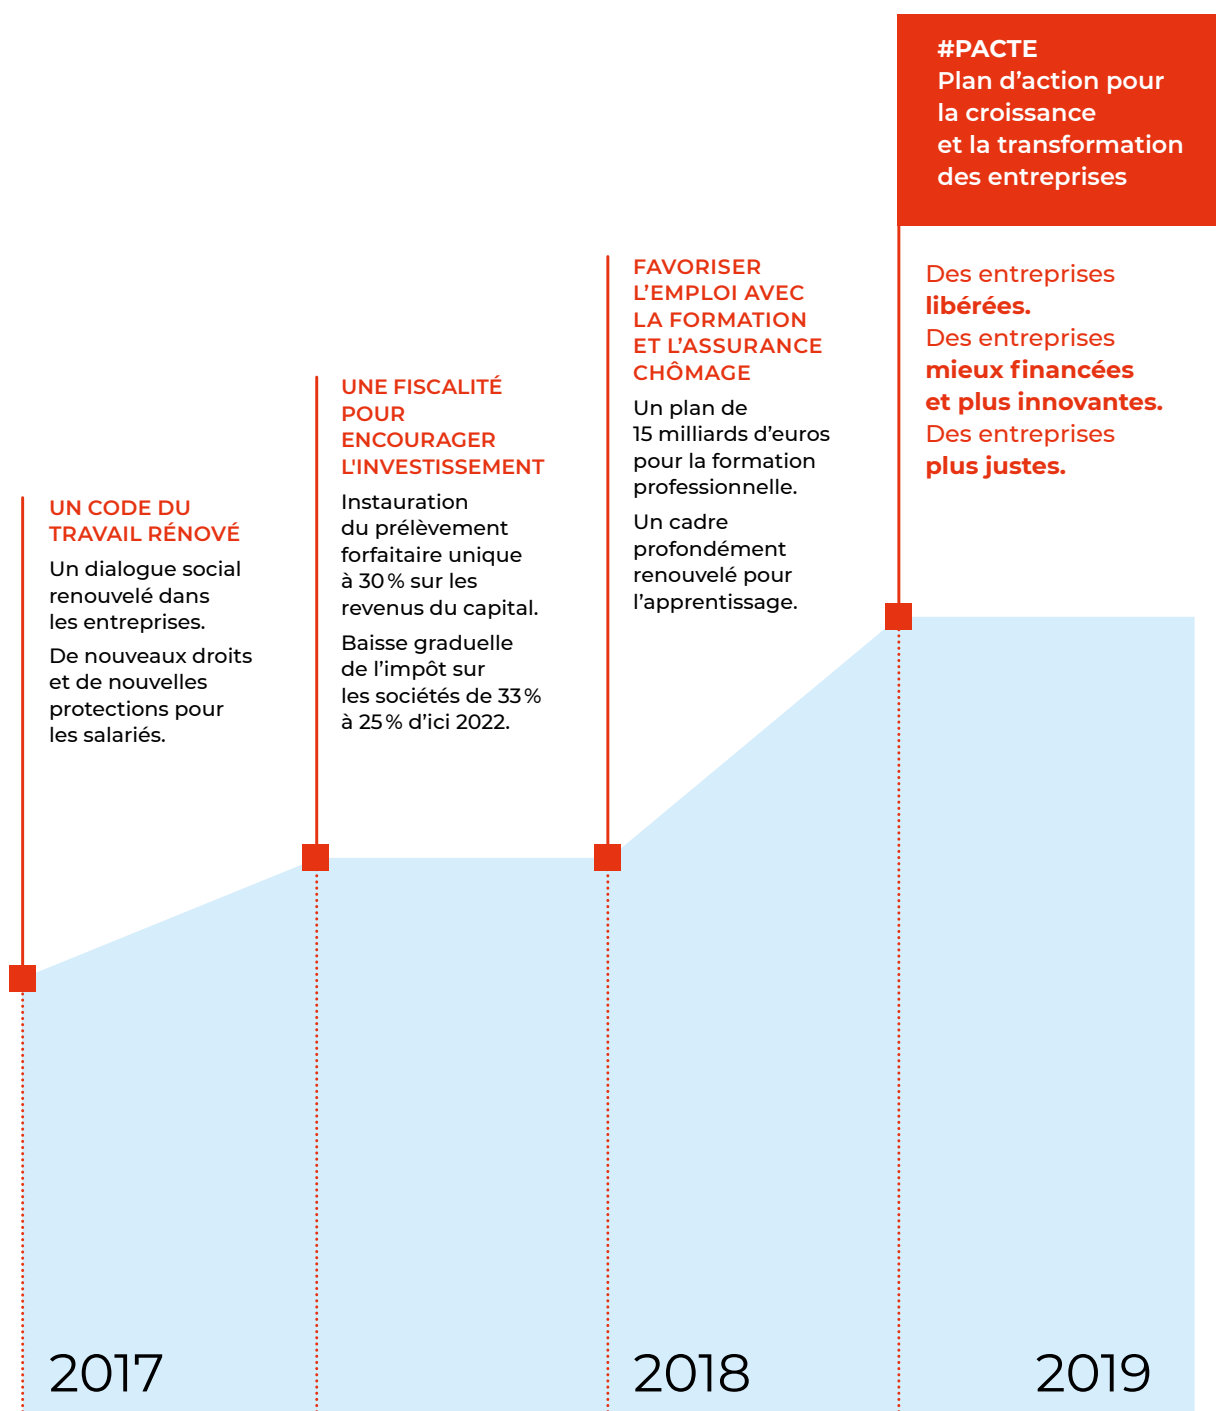 #PACTE
Plan d’action pour
la croissance
et la transformation
des entreprises
Des entreprises
libérées.
Des entreprises
mieux financées
et plus innovantes.
Des entreprises
plus justes.
FAVORISER
L’EMPLOI AVEC
LA FORMATION
ET L’ASSURANCE
CHÔMAGE
Un plan de
15 milliards d’euros
pour la formation
professionnelle.
Un cadre
profondément
renouvelé pour
l’apprentissage.
UNE FISCALITÉ
POUR
ENCOURAGER
L'INVESTISSEMENT
Instauration
du prélèvement
forfaitaire unique
à 30 % sur les
revenus du capital.
Baisse graduelle
de l’impôt sur
les sociétés de 33 %
à 25 % d’ici 2022.
UN CODE DU
TRAVAIL RÉNOVÉ
Un dialogue social
renouvelé dans
les entreprises.
De nouveaux droits
et de nouvelles
protections pour
les salariés.
2017
2018
2019